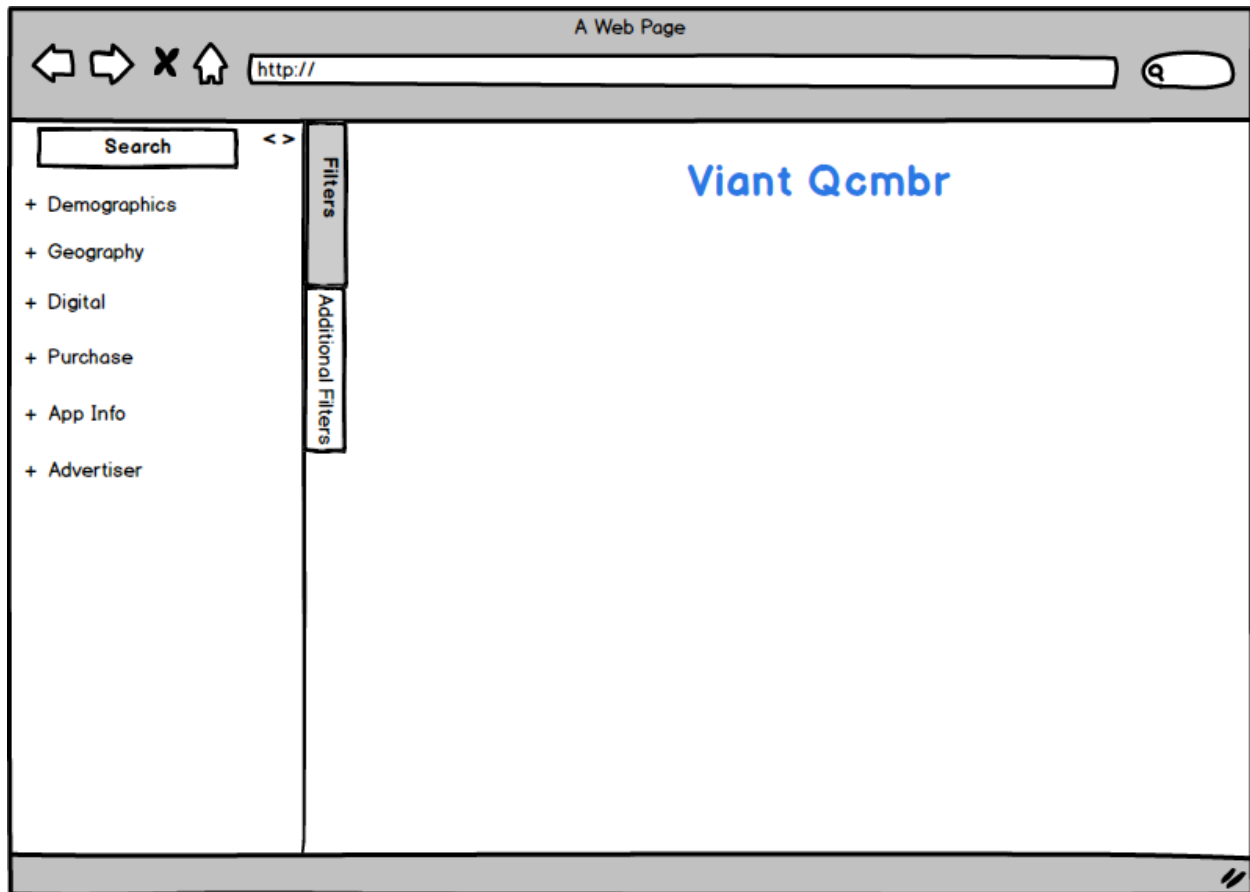 A Web Page
http://
Search
< >
+ Demographics
+ Geography
+ Digital
+ Purchase
+ App Info
+ Advertiser
Filters
Additional Filters
Viant Qcmbr